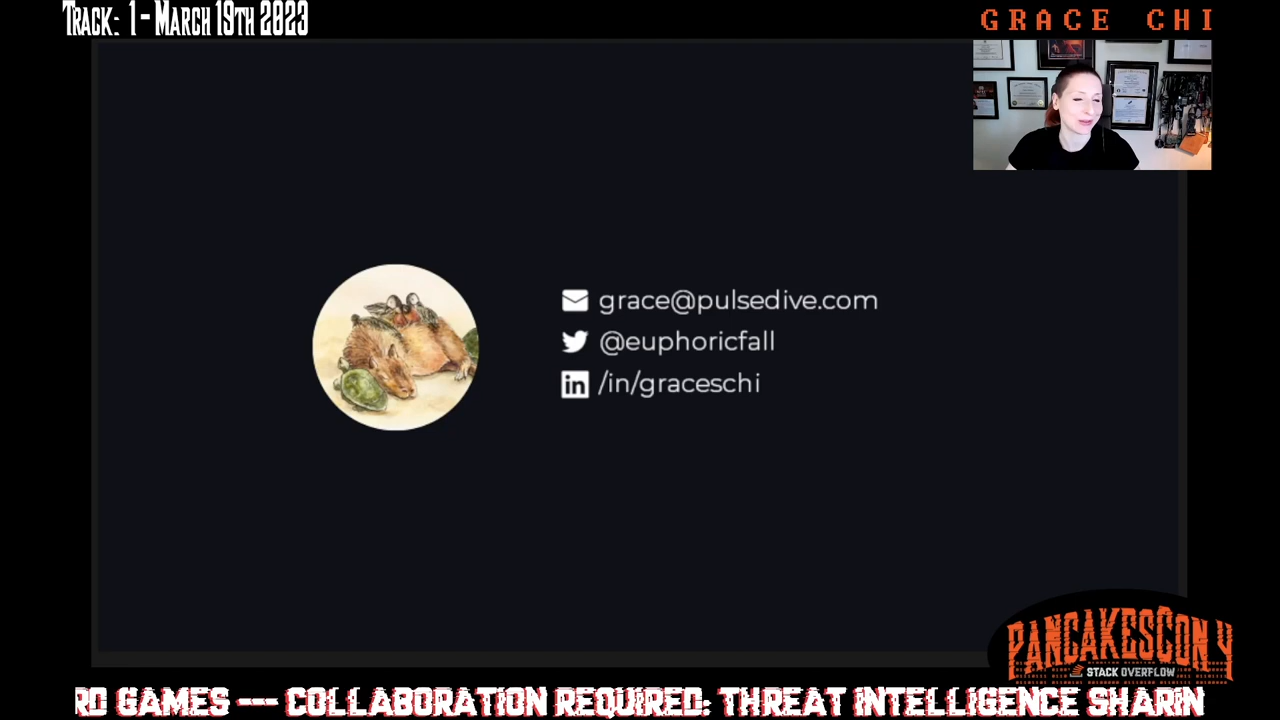 TRACK: 1 - MARCH 19TH 2023
GRACE CHI
grace@pulsedive.com
@euphoricfall
in /in/graceschi
PANCAKESCON 4
STACK OVERFLOW
RD GAMES --- COLLABORATION REQUIRED: THREAT INTELLIGENCE SHARIN